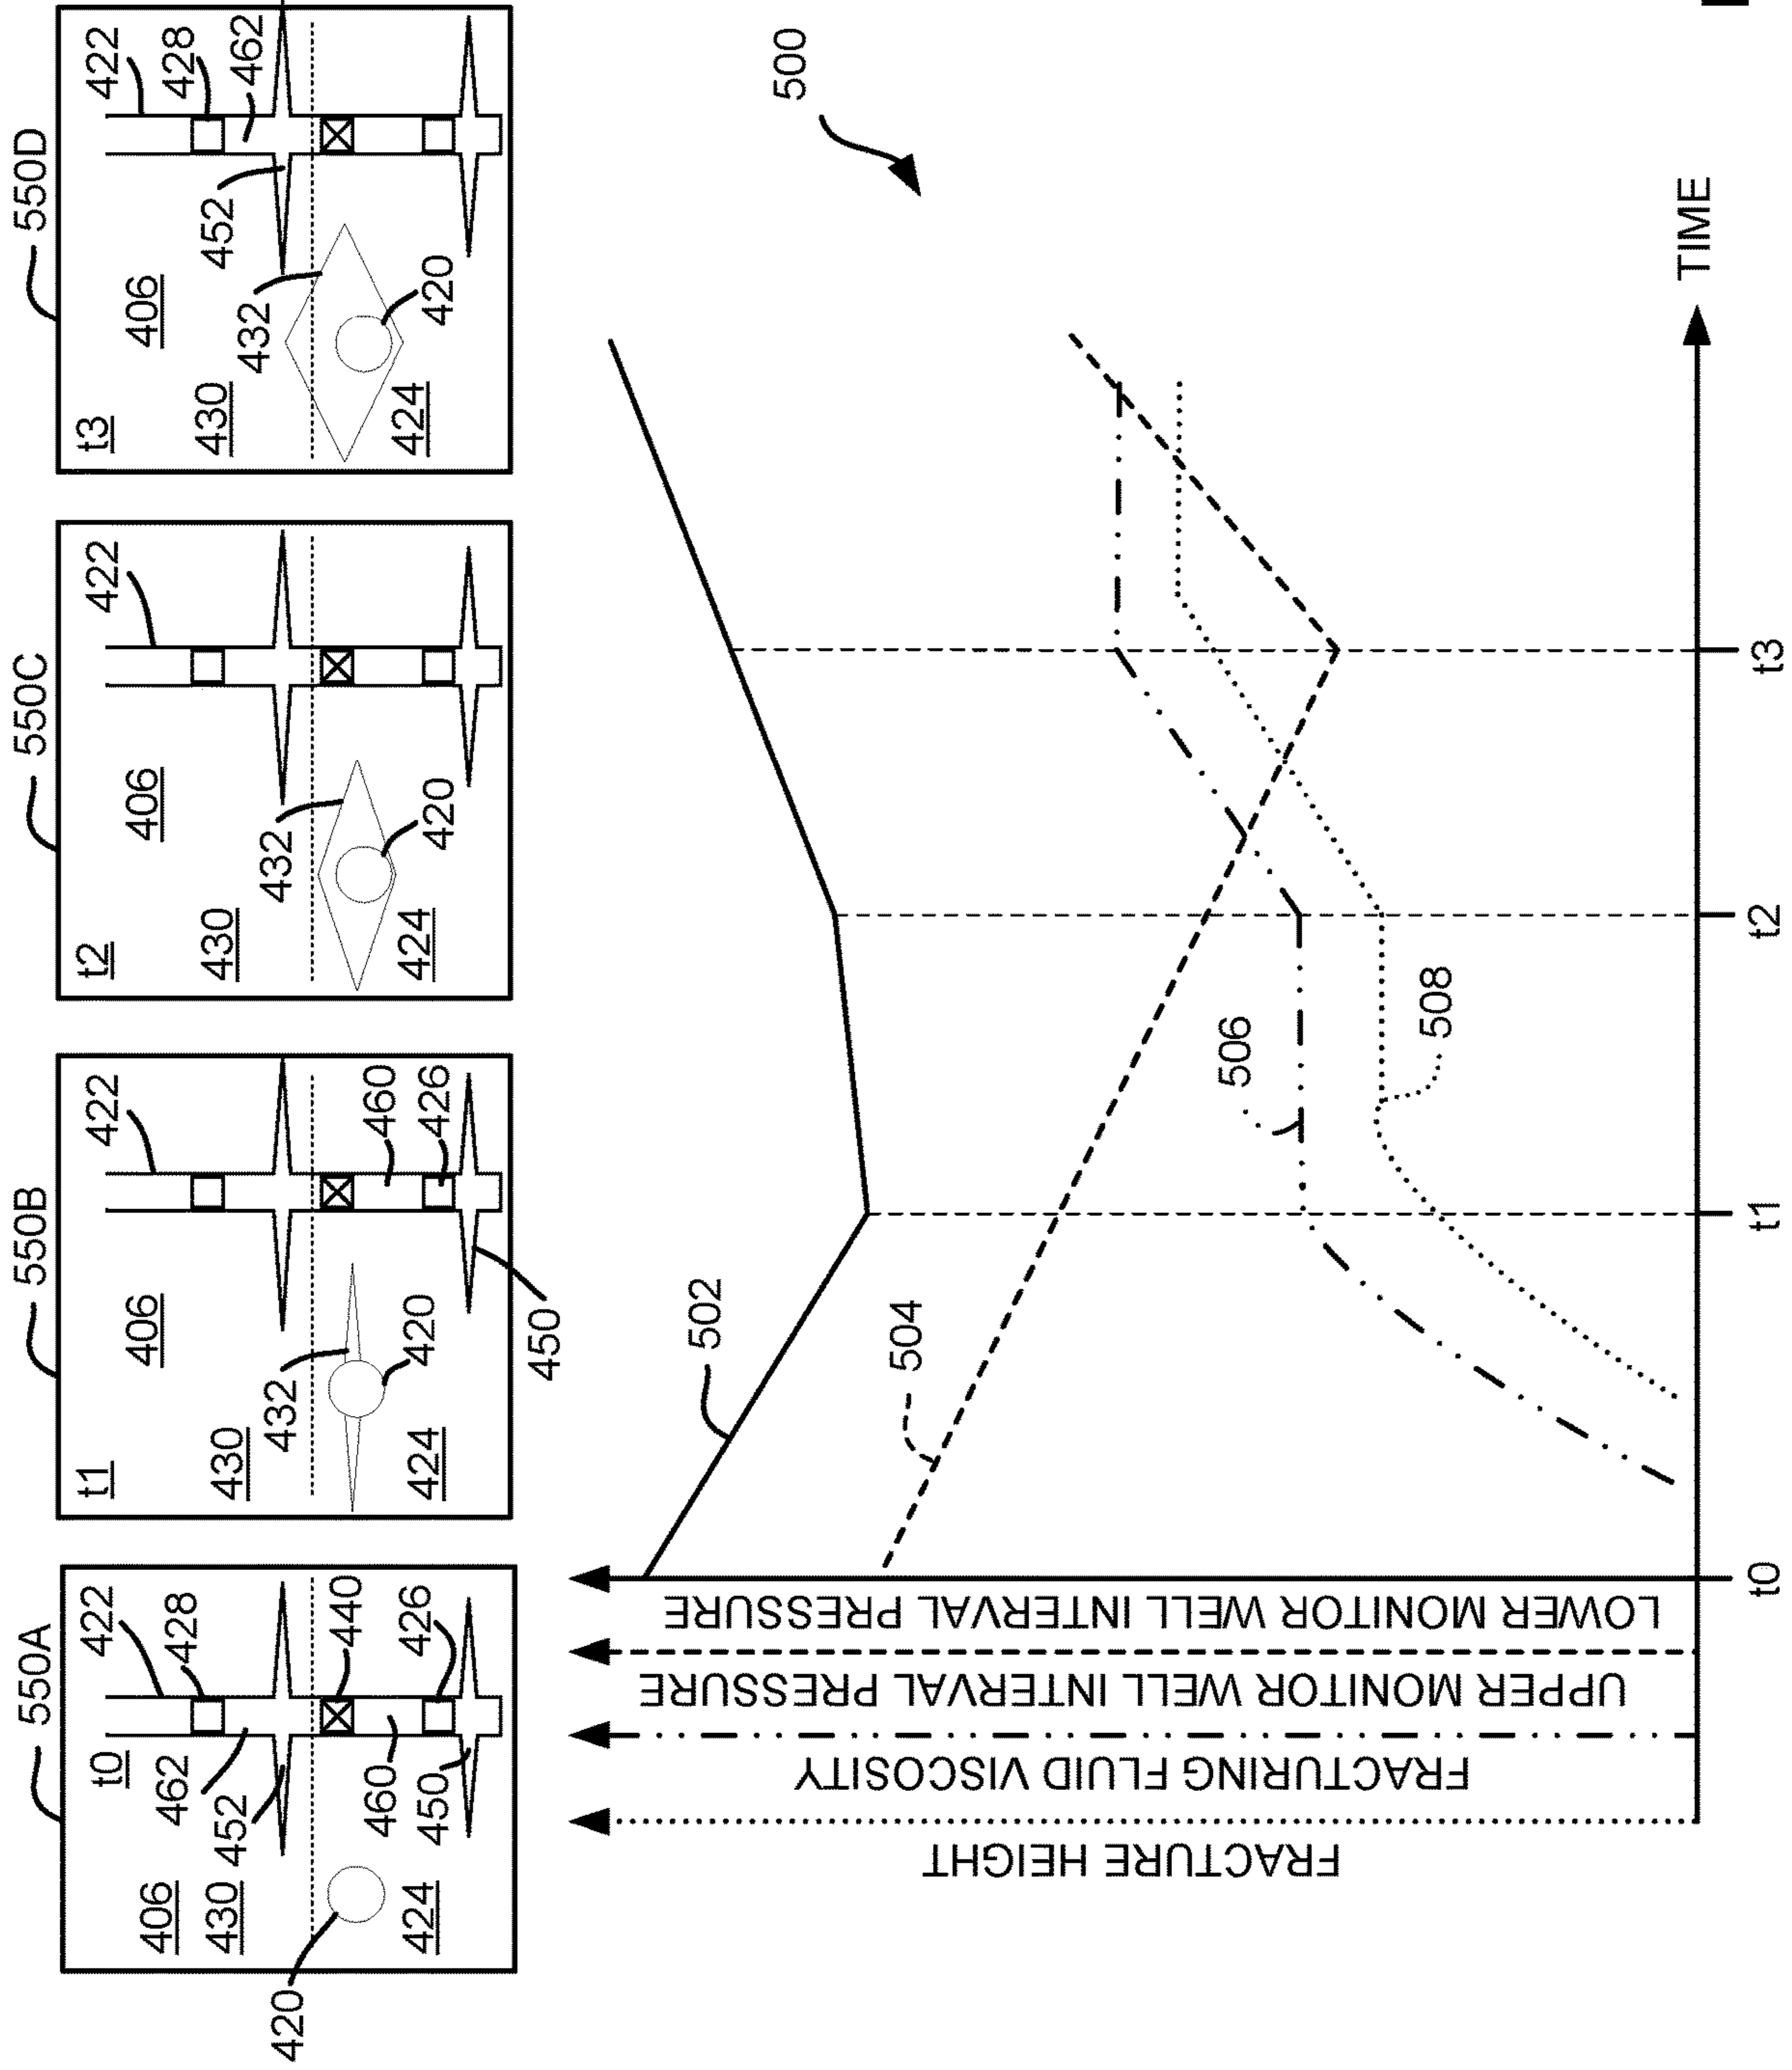 550A
550B
550C
550D
t0
422
428
440
426
462
452
460
450
406
430
424
420
t1
422
406
430
432
424
420
460
426
450
t2
422
406
430
432
424
420
t3
422
428
462
452
406
430
432
424
420
500
502
504
506
508
LOWER MONITOR WELL INTERVAL PRESSURE
UPPER MONITOR WELL INTERVAL PRESSURE
FRACTURING FLUID VISCOSITY
FRACTURE HEIGHT
t0
t1
t2
t3
TIME